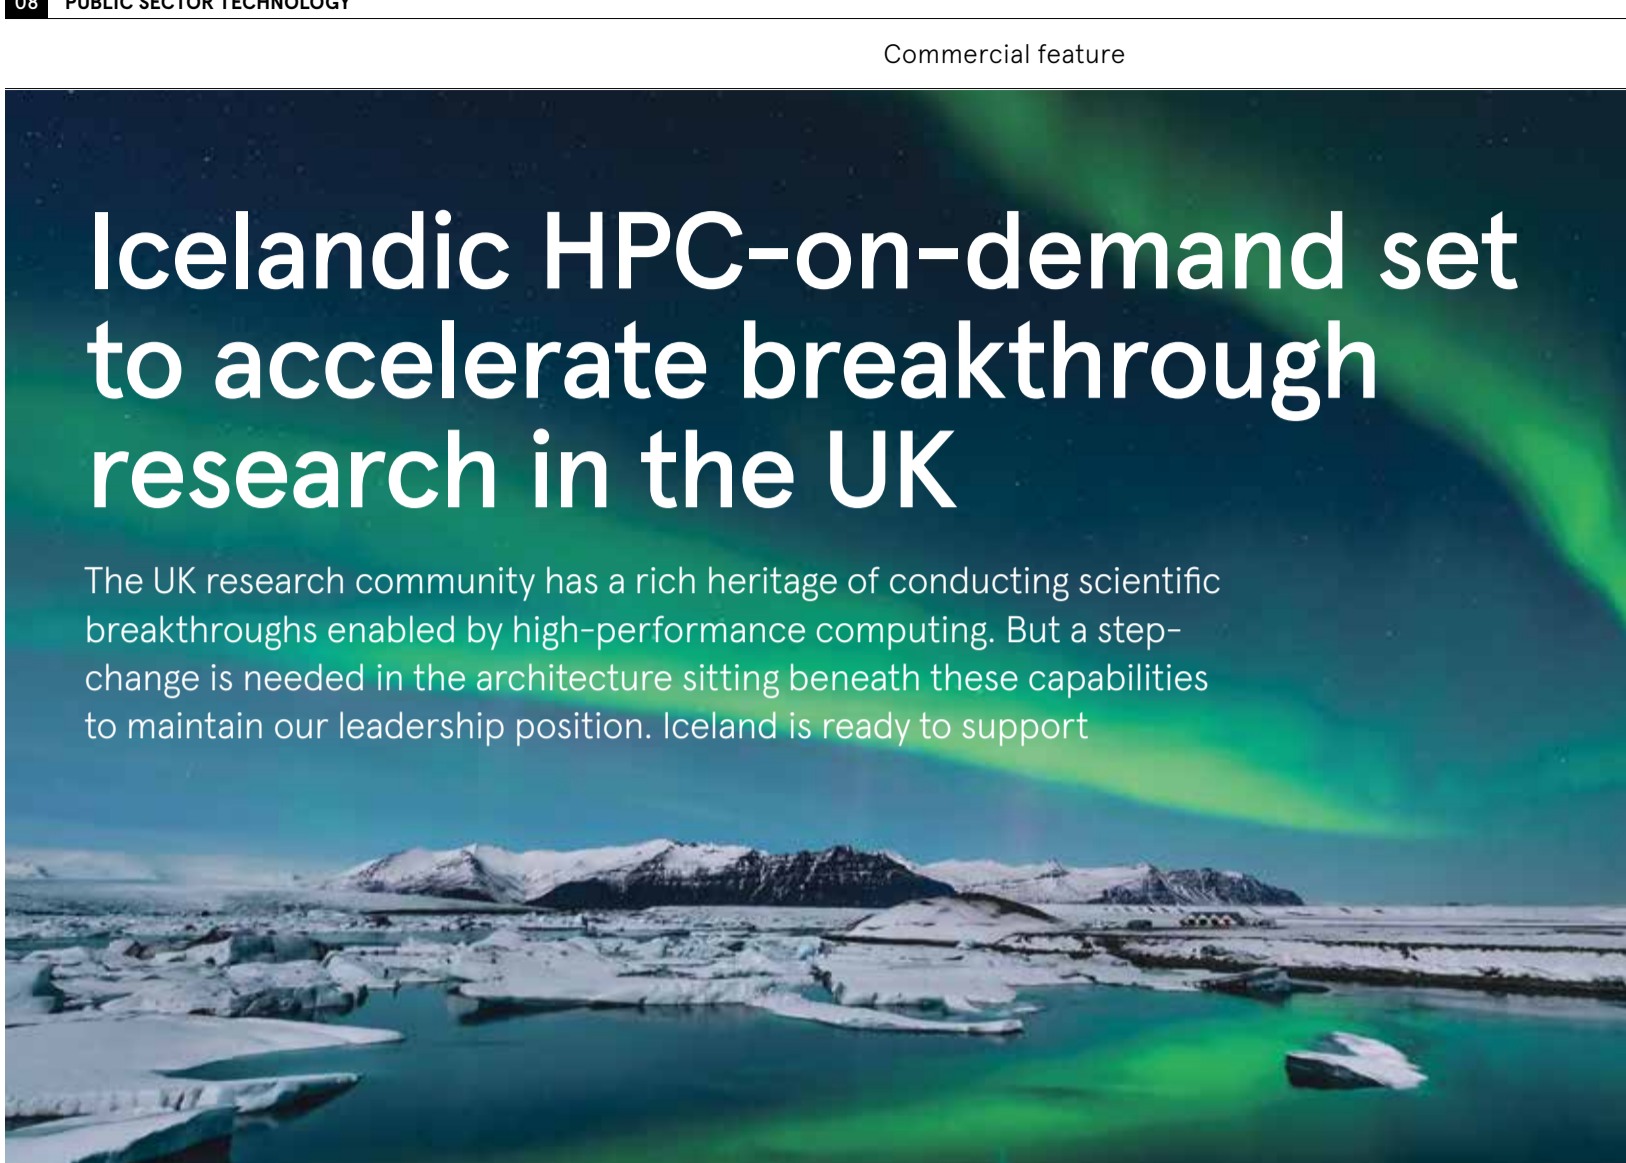 08 PUBLIC SECTOR TECHNOLOGY
Commercial feature
Icelandic HPC-on-demand set
to accelerate breakthrough
research in the UK
The UK research community has a rich heritage of conducting scientific
breakthroughs enabled by high-performance computing. But a step-
change is needed in the architecture sitting beneath these capabilities
to maintain our leadership position. Iceland is ready to support